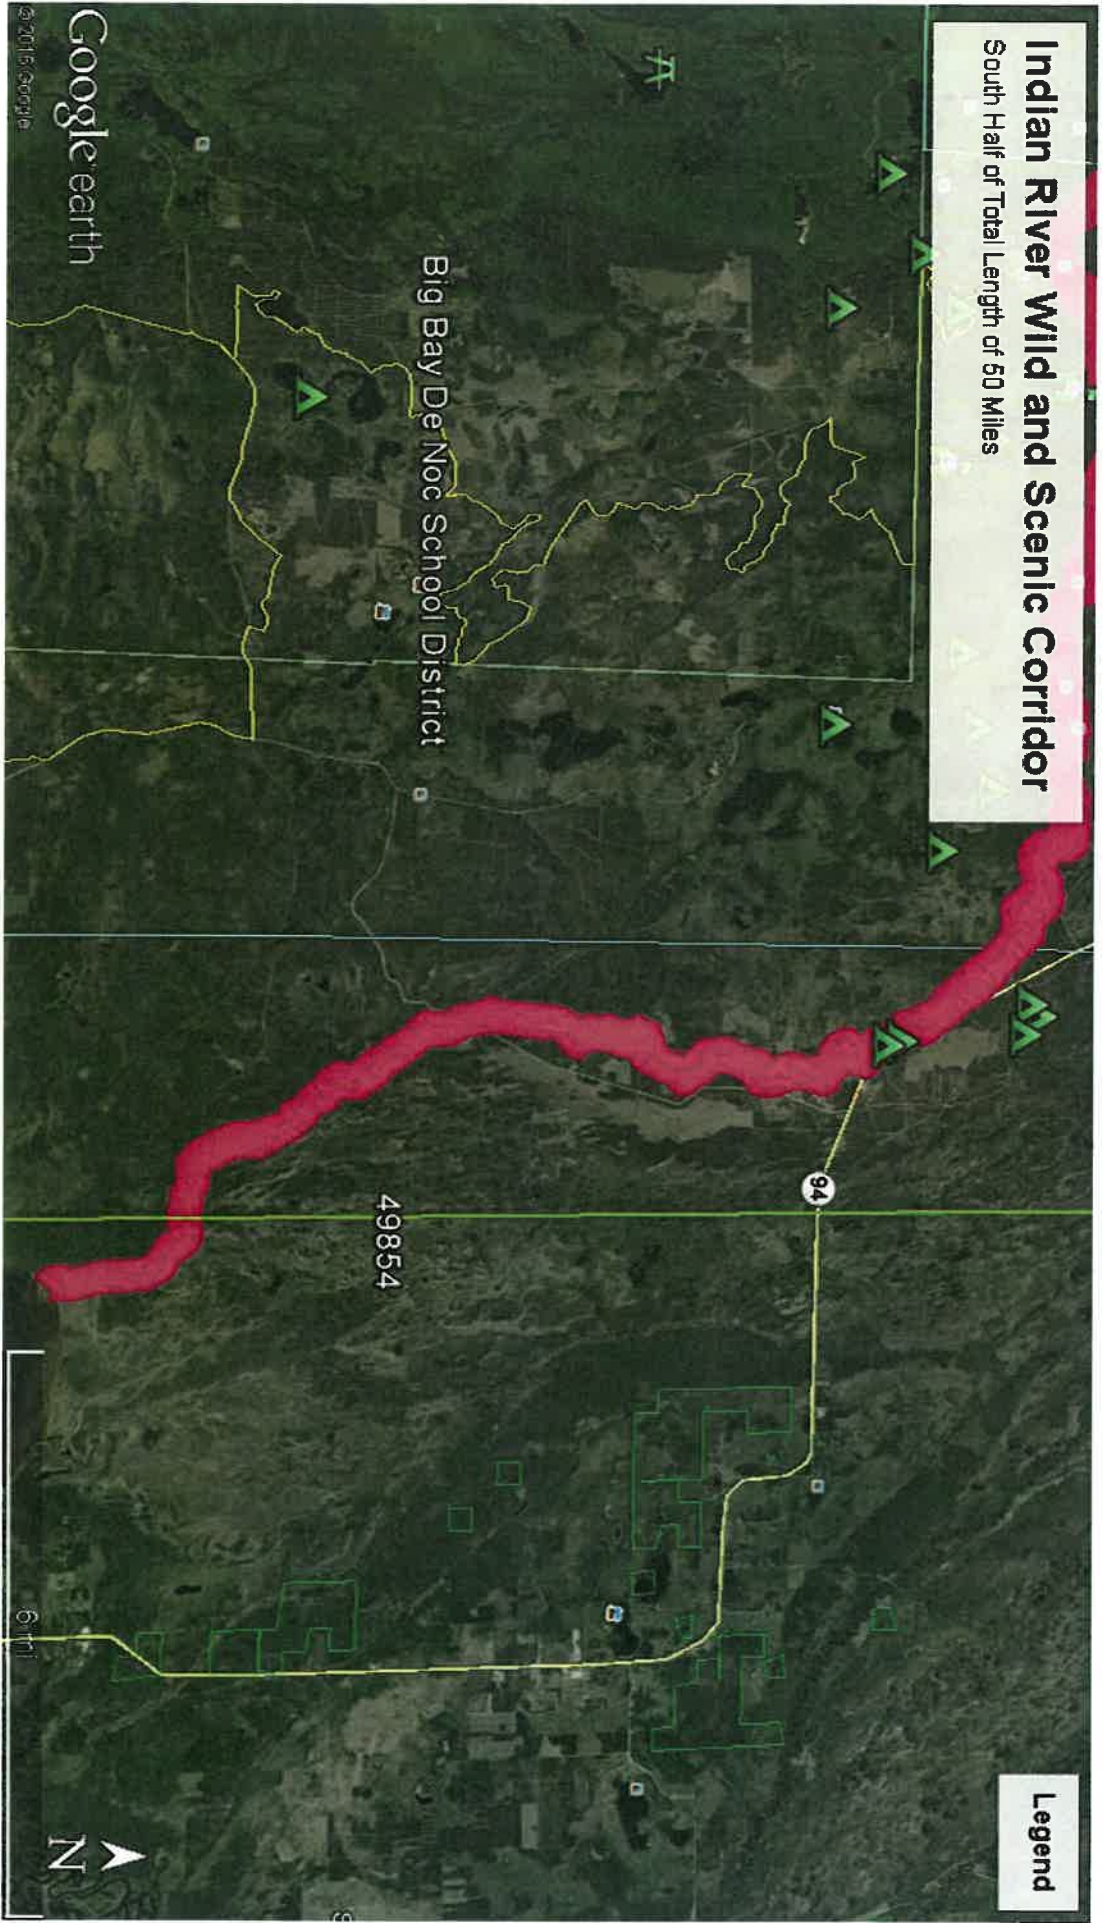 Indian River Wild and Scenic Corridor
South Half of Total Length of 50 Miles
Legend
94
Big Bay De Noc School District
49854
Google earth
© 2015 Google
6 mi
N